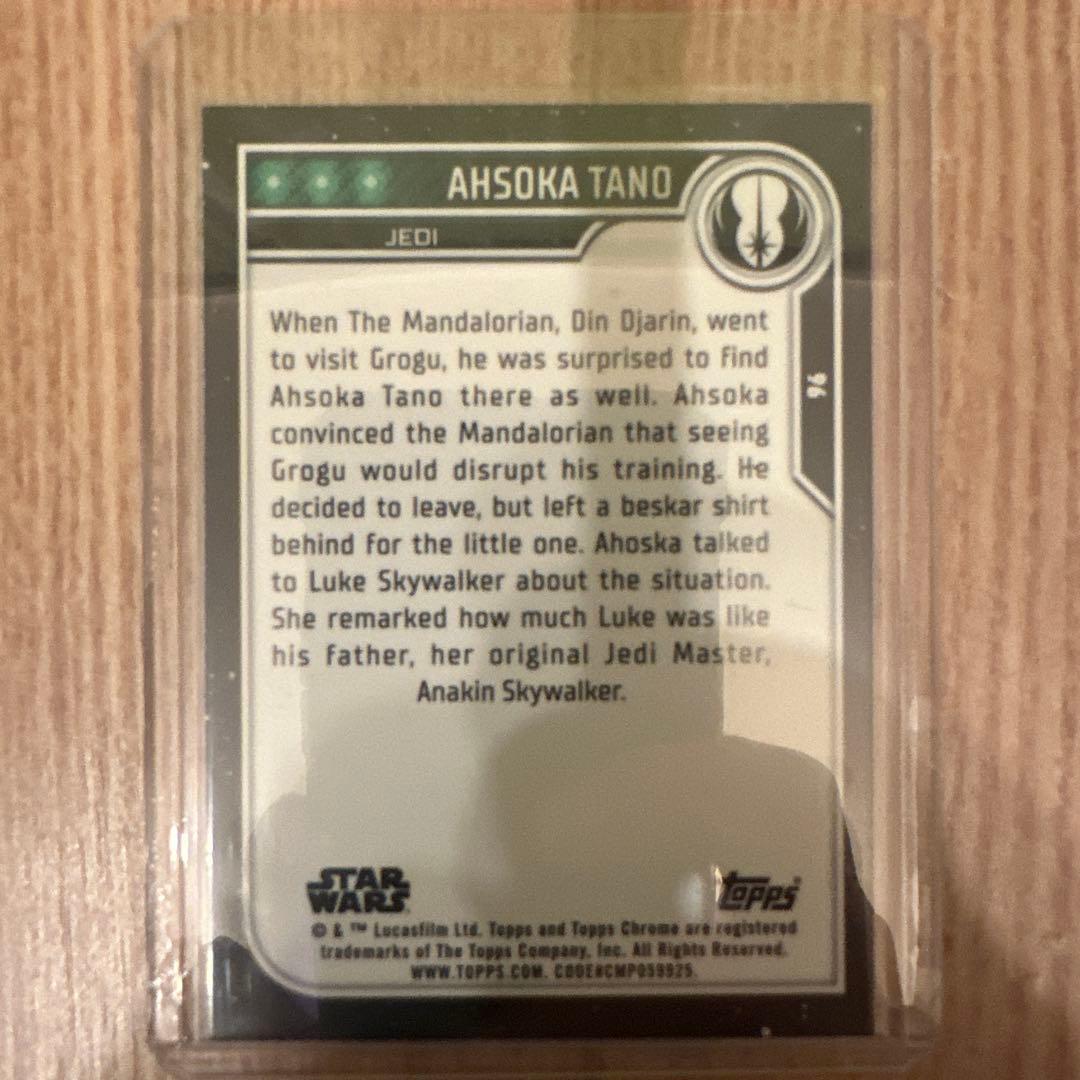 AHSOKA TANO
JEDI
When The Mandalorian, Din Djarin, went
to visit Grogu, he was surprised to find
Ahsoka Tano there as well. Ahsoka
convinced the Mandalorian that seeing
Grogu would disrupt his training. He
decided to leave, but left a beskar shirt
behind for the little one. Ahoska talked
to Luke Skywalker about the situation.
She remarked how much Luke was like
his father, her original Jedi Master,
Anakin Skywalker.
96
STAR
WARS
topps®
© & ™ Lucasfilm Ltd. Topps and Topps Chrome are registered
trademarks of The Topps Company, Inc. All Rights Reserved.
WWW.TOPPS.COM. CODE#CMP059925.